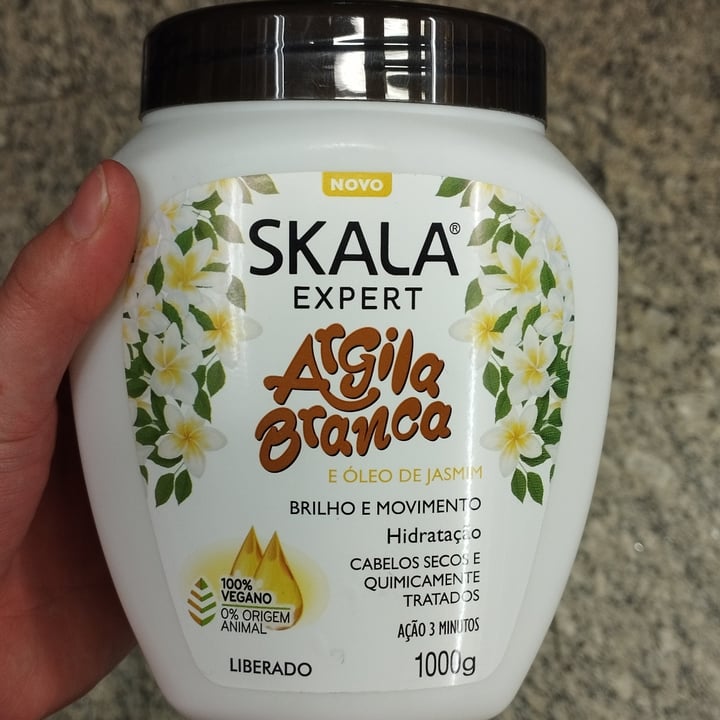 NOVO
SKALA®
EXPERT
Argila
Branca
E ÓLEO DE JASMIM
BRILHO E MOVIMENTO
Hidratação
CABELOS SECOS E
QUIMICAMENTE
TRATADOS
AÇÃO 3 MINUTOS
100%
VEGANO
0% ORIGEM
ANIMAL
LIBERADO
1000g